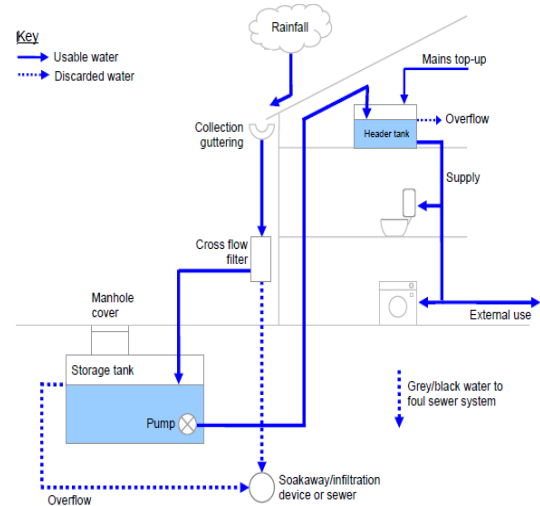 Key
Usable water
Discarded water
Rainfall
Mains top-up
Collection
guttering
Header tank
Overflow
Supply
Cross flow
filter
Manhole
cover
External use
Storage tank
Grey/black water to
foul sewer system
Pump
Soakaway/infiltration
device or sewer
Overflow